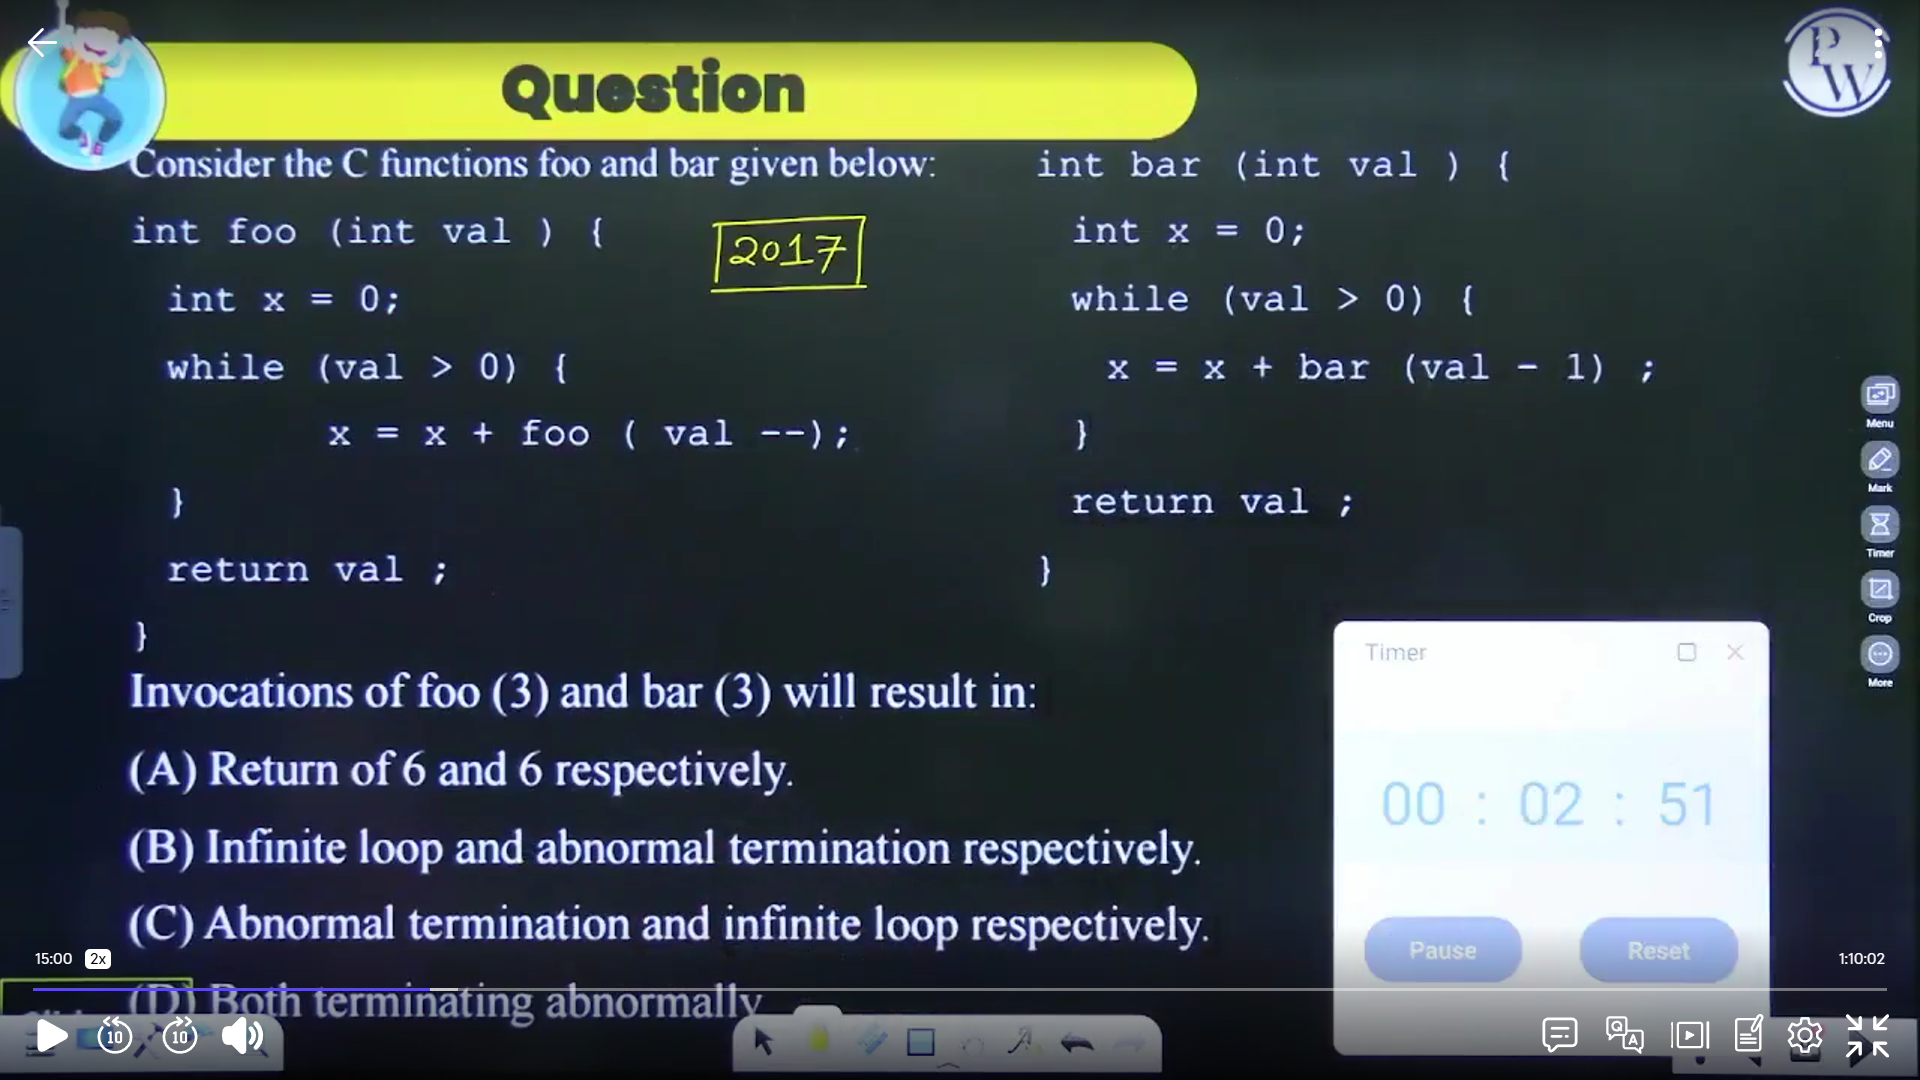 Question
PW
Consider the C functions foo and bar given below:
int foo (int val ) {
2017
int x = 0;
while (val > 0) {
x = x + foo ( val --);
}
return val ;
}
int bar (int val ) {
int x = 0;
while (val > 0) {
x = x + bar (val - 1) ;
}
return val ;
}
Invocations of foo (3) and bar (3) will result in:
(A) Return of 6 and 6 respectively.
(B) Infinite loop and abnormal termination respectively.
(C) Abnormal termination and infinite loop respectively.
(D) Both terminating abnormally
Menu
Mark
Timer
Crop
More
Timer
00 : 02 : 51
Pause
Reset
15:00 2x
1:10:02
10
10
Q A